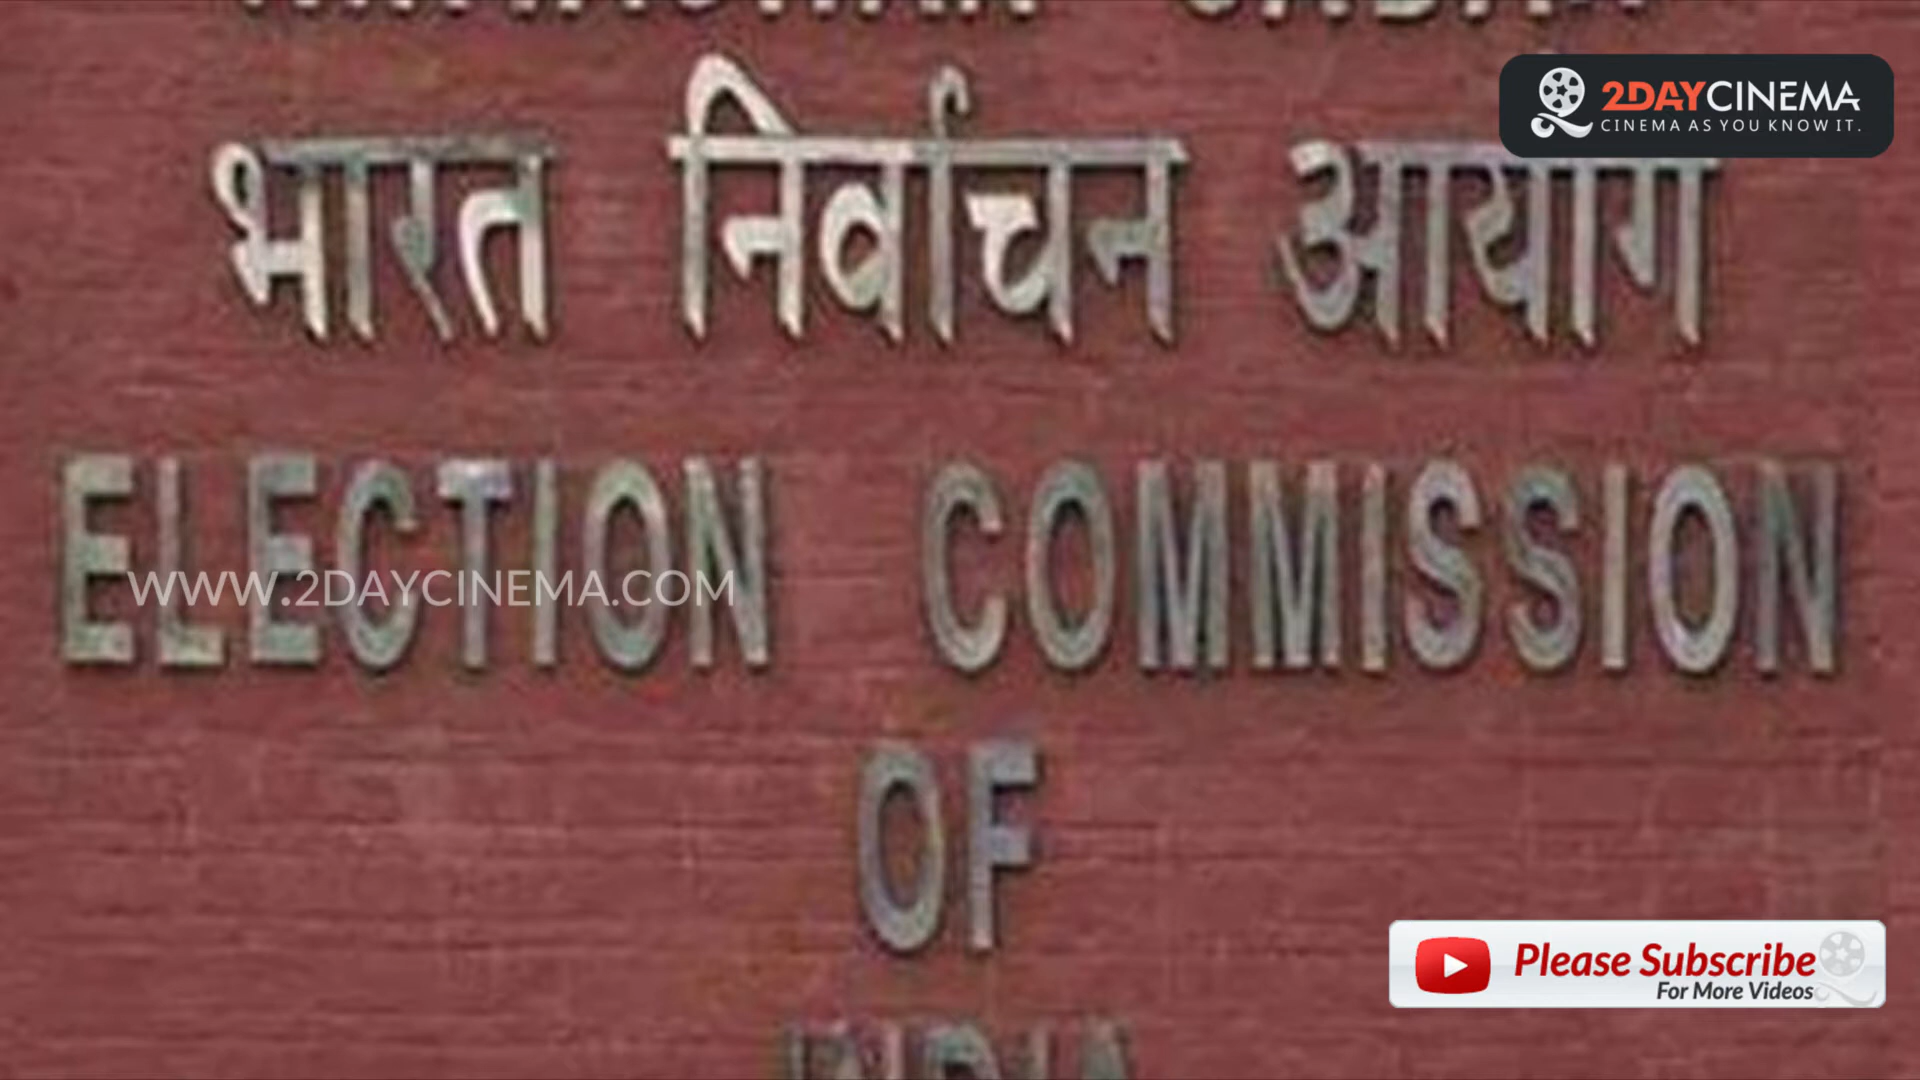 2DAYCINEMA
CINEMA AS YOU KNOW IT.
भारत निर्वाचन आयोग
ELECTION COMMISSION
WWW.2DAYCINEMA.COM
OF
Please Subscribe
For More Videos
INDIA